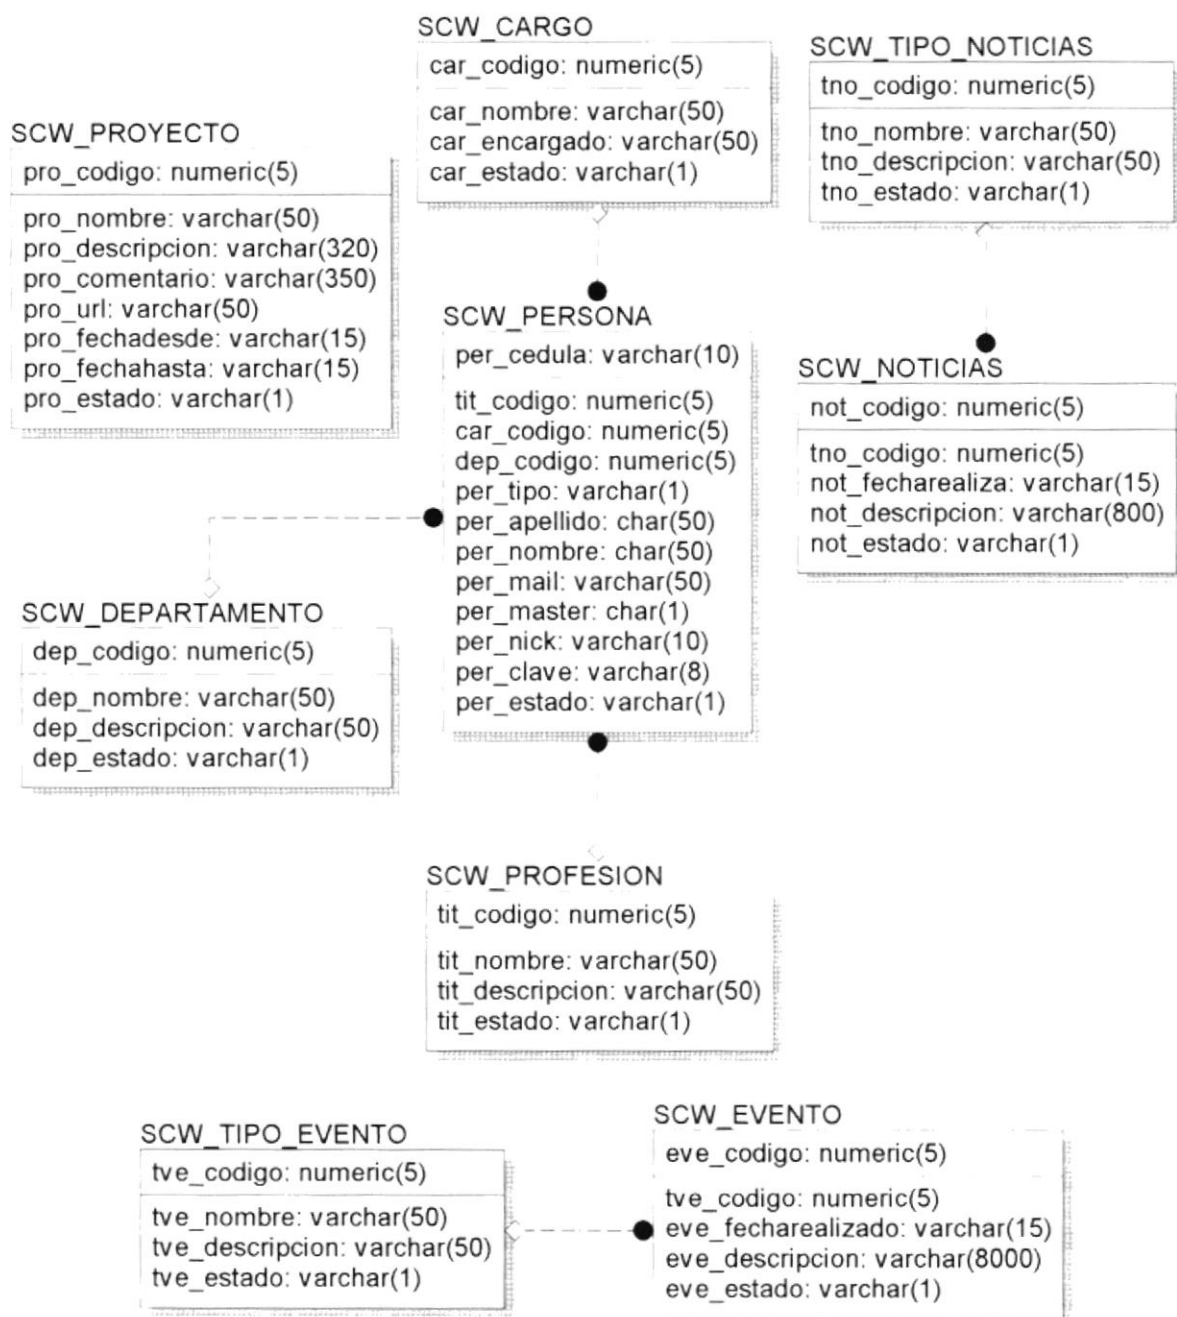 SCW_CARGO
car_codigo: numeric(5)
car_nombre: varchar(50)
car_encargado: varchar(50)
car_estado: varchar(1)
SCW_TIPO_NOTICIAS
tno_codigo: numeric(5)
tno_nombre: varchar(50)
tno_descripcion: varchar(50)
tno_estado: varchar(1)
SCW_PROYECTO
pro_codigo: numeric(5)
pro_nombre: varchar(50)
pro_descripcion: varchar(320)
pro_comentario: varchar(350)
pro_url: varchar(50)
pro_fechadesde: varchar(15)
pro_fechahasta: varchar(15)
pro_estado: varchar(1)
SCW_PERSONA
per_cedula: varchar(10)
tit_codigo: numeric(5)
car_codigo: numeric(5)
dep_codigo: numeric(5)
per_tipo: varchar(1)
per_apellido: char(50)
per_nombre: char(50)
per_mail: varchar(50)
per_master: char(1)
per_nick: varchar(10)
per_clave: varchar(8)
per_estado: varchar(1)
SCW_NOTICIAS
not_codigo: numeric(5)
tno_codigo: numeric(5)
not_fecharealiza: varchar(15)
not_descripcion: varchar(800)
not_estado: varchar(1)
SCW_DEPARTAMENTO
dep_codigo: numeric(5)
dep_nombre: varchar(50)
dep_descripcion: varchar(50)
dep_estado: varchar(1)
SCW_PROFESION
tit_codigo: numeric(5)
tit_nombre: varchar(50)
tit_descripcion: varchar(50)
tit_estado: varchar(1)
SCW_TIPO_EVENTO
tve_codigo: numeric(5)
tve_nombre: varchar(50)
tve_descripcion: varchar(50)
tve_estado: varchar(1)
SCW_EVENTO
eve_codigo: numeric(5)
tve_codigo: numeric(5)
eve_fecharealizado: varchar(15)
eve_descripcion: varchar(8000)
eve_estado: varchar(1)